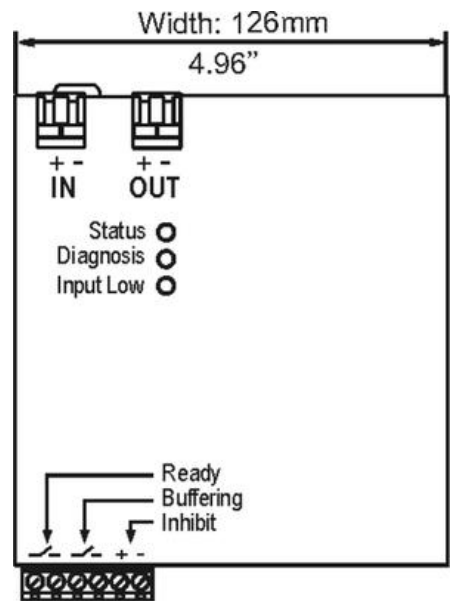 Width: 126mm
4.96”
+ - + -
IN OUT
Status
Diagnosis
Input Low
Ready
Buffering
Inhibit
+ -